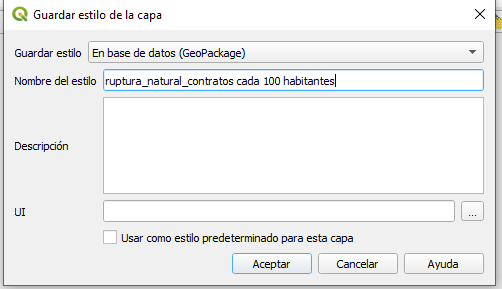 Guardar estilo de la capa
Guardar estilo En base de datos (GeoPackage)
Nombre del estilo ruptura_natural_contratos cada 100 habitantes
Descripción
UI ...
Usar como estilo predeterminado para esta capa
Aceptar Cancelar Ayuda